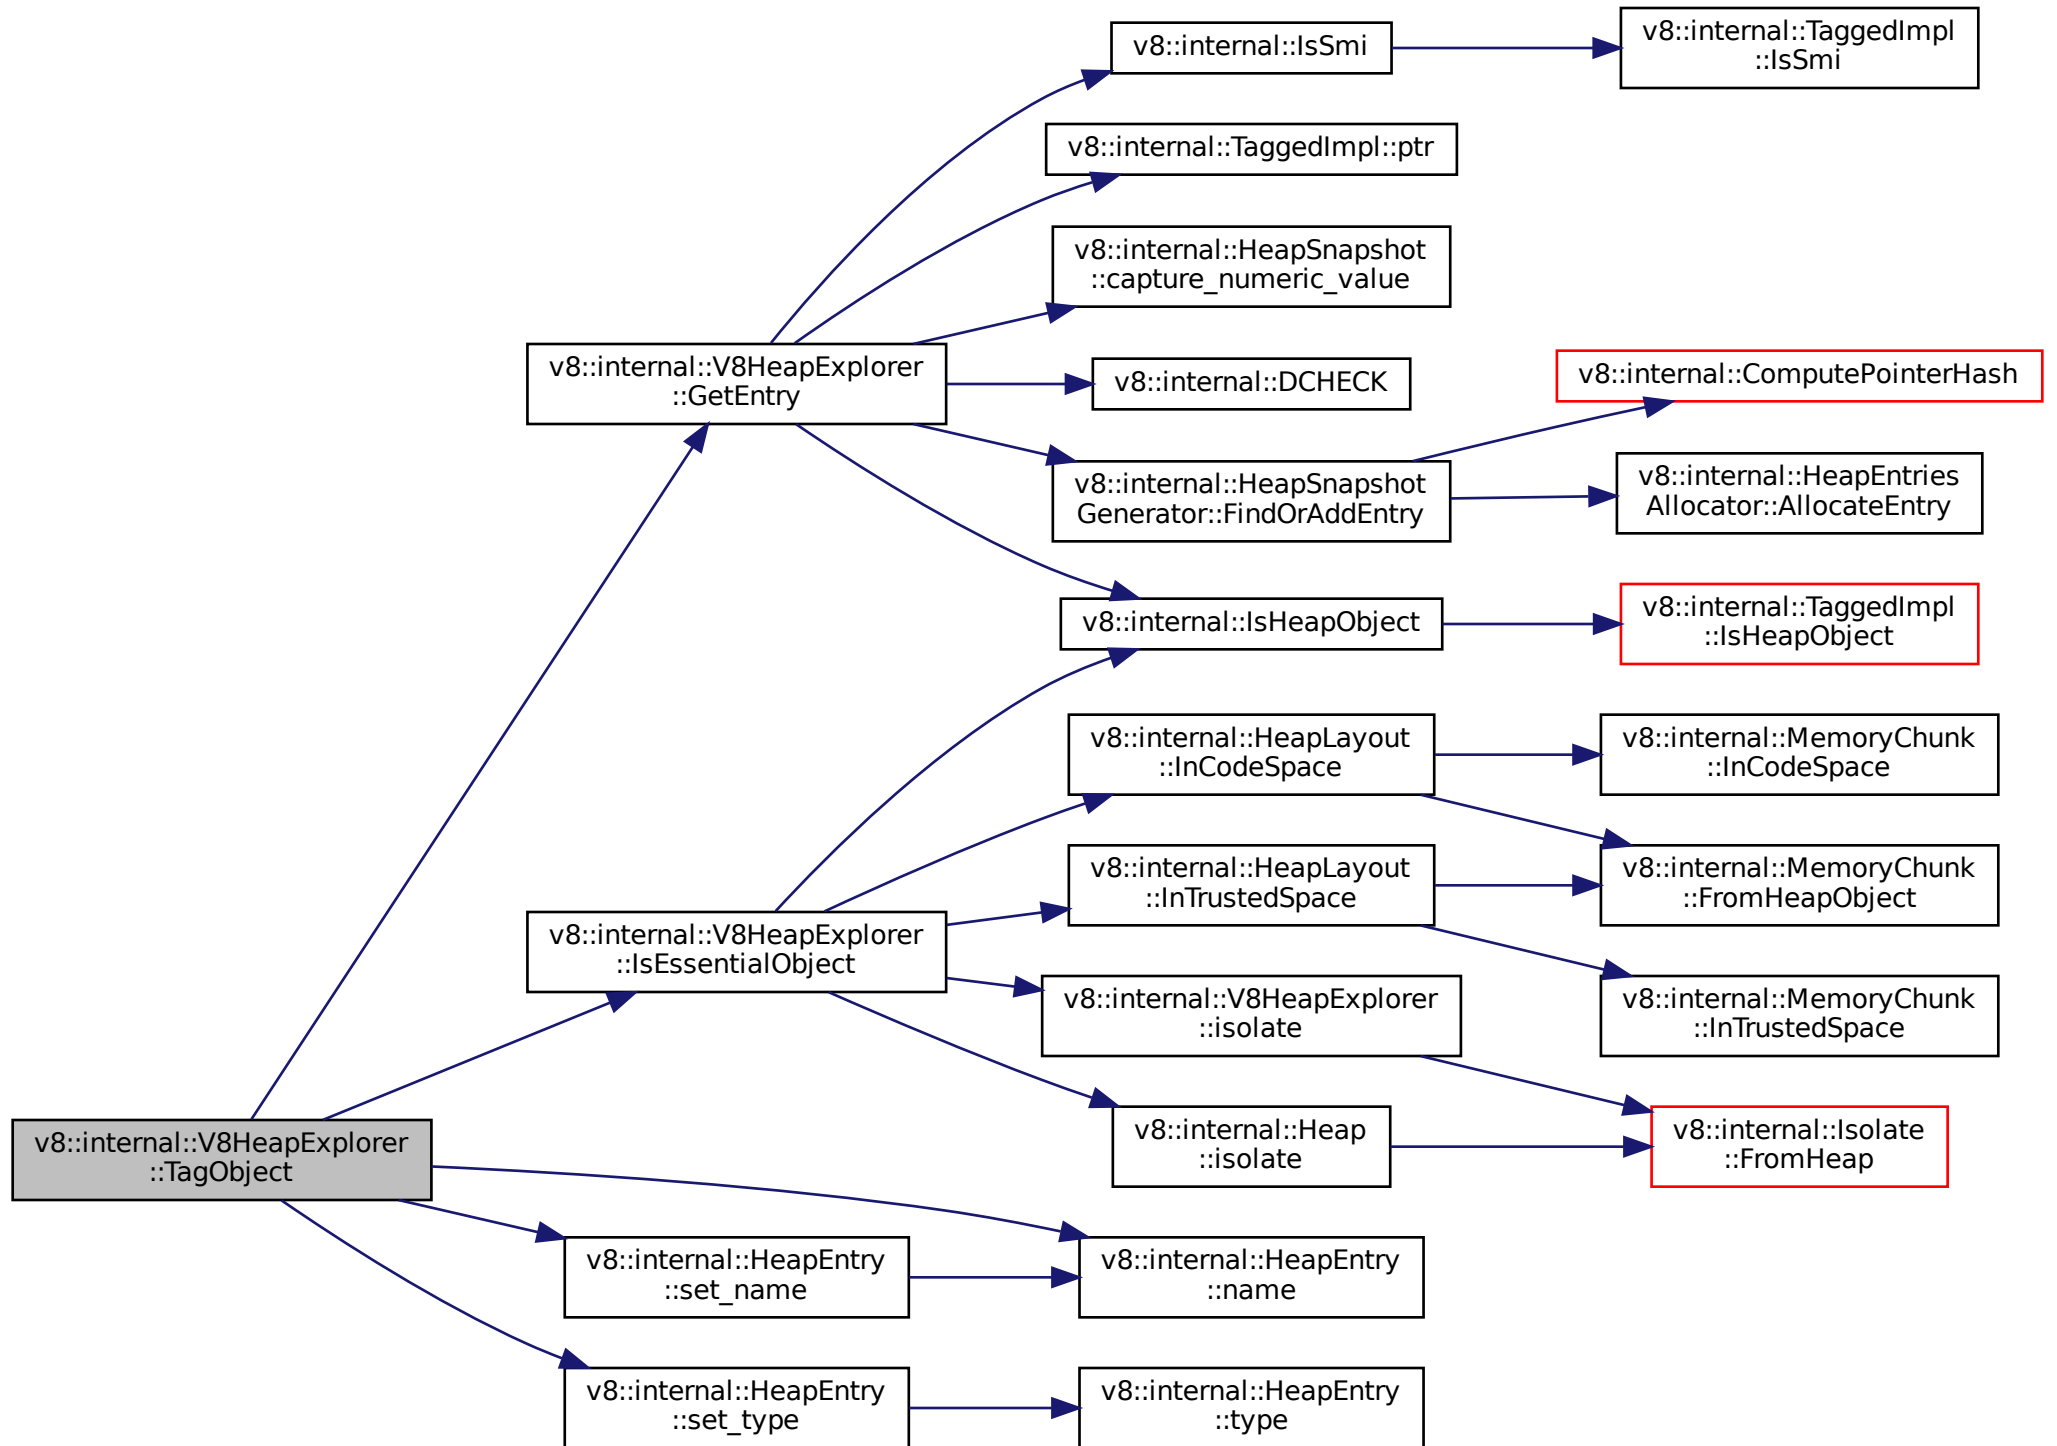 v8::internal::IsSmi
v8::internal::TaggedImpl
::IsSmi
v8::internal::TaggedImpl::ptr
v8::internal::HeapSnapshot
::capture_numeric_value
v8::internal::V8HeapExplorer
::GetEntry
v8::internal::DCHECK
v8::internal::ComputePointerHash
v8::internal::HeapSnapshot
Generator::FindOrAddEntry
v8::internal::HeapEntries
Allocator::AllocateEntry
v8::internal::IsHeapObject
v8::internal::TaggedImpl
::IsHeapObject
v8::internal::HeapLayout
::InCodeSpace
v8::internal::MemoryChunk
::InCodeSpace
v8::internal::HeapLayout
::InTrustedSpace
v8::internal::MemoryChunk
::FromHeapObject
v8::internal::V8HeapExplorer
::IsEssentialObject
v8::internal::V8HeapExplorer
::isolate
v8::internal::MemoryChunk
::InTrustedSpace
v8::internal::V8HeapExplorer
::TagObject
v8::internal::Heap
::isolate
v8::internal::Isolate
::FromHeap
v8::internal::HeapEntry
::set_name
v8::internal::HeapEntry
::name
v8::internal::HeapEntry
::set_type
v8::internal::HeapEntry
::type